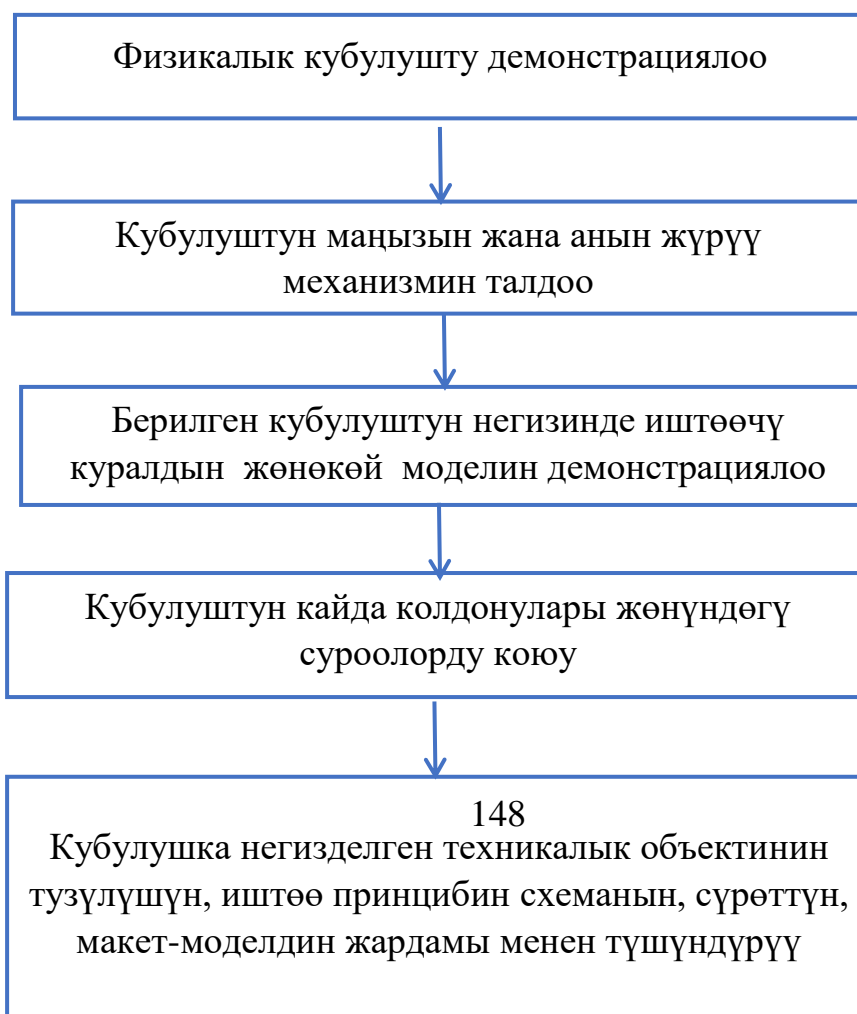 Физикалык кубулушту демонстрациялоо
Кубулуштун маңызын жана анын жүрүү
механизмин талдоо
Берилген кубулуштун негизинде иштөөчү
куралдын жөнөкөй моделин демонстрациялоо
Кубулуштун кайда колдонулары жөнүндөгү
суроолорду коюу
148
Кубулушка негизделген техникалык объектинин
тузүлүшүн, иштөө принцибин схеманын, сүрөттүн,
макет-моделдин жардамы менен түшүндүрүү